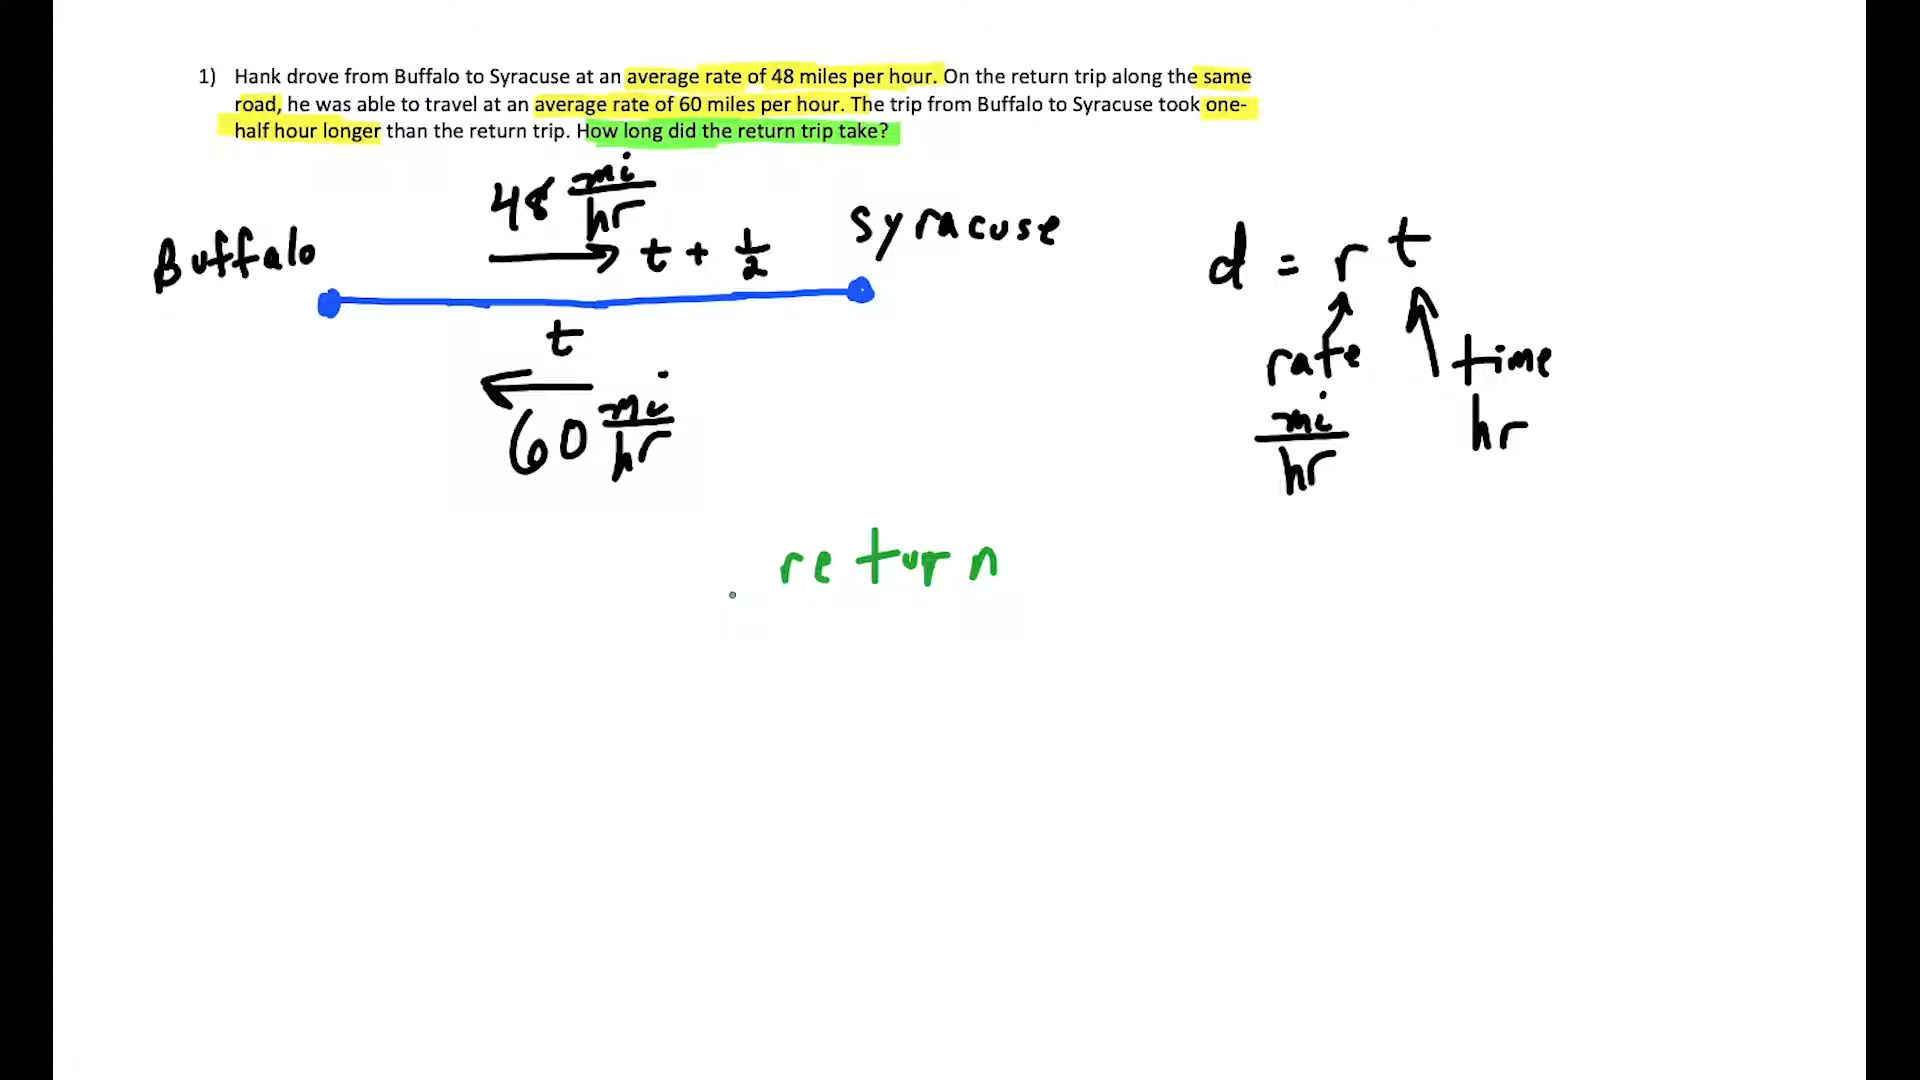 1) Hank drove from Buffalo to Syracuse at an average rate of 48 miles per hour. On the return trip along the same
road, he was able to travel at an average rate of 60 miles per hour. The trip from Buffalo to Syracuse took one-
half hour longer than the return trip. How long did the return trip take?
48 mi/hr
Buffalo
t + 1/2
Syracuse
t
60 mi/hr
d = r t
rate
time
mi/hr
hr
return